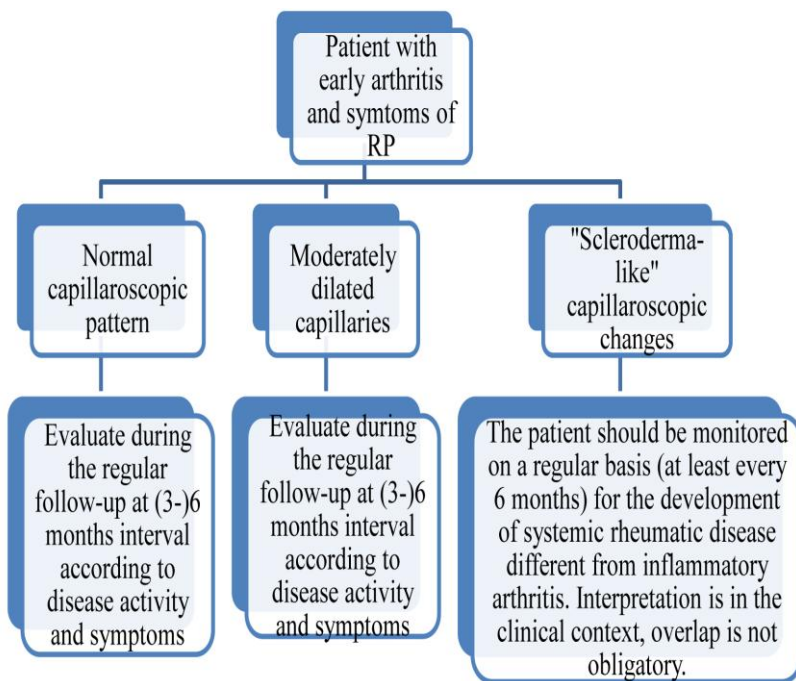 Patient with
early arthritis
and symtoms of
RP
Normal
capillaroscopic
pattern
Moderately
dilated
capillaries
"Scleroderma-
like"
capillaroscopic
changes
Evaluate during
the regular
follow-up at (3-)6
months interval
according to
disease activity
and symptoms
Evaluate during
the regular
follow-up at (3-)6
months interval
according to
disease activity
and symptoms
The patient should be monitored
on a regular basis (at least every
6 months) for the development
of systemic rheumatic disease
different from inflammatory
arthritis. Interpretation is in the
clinical context, overlap is not
obligatory.